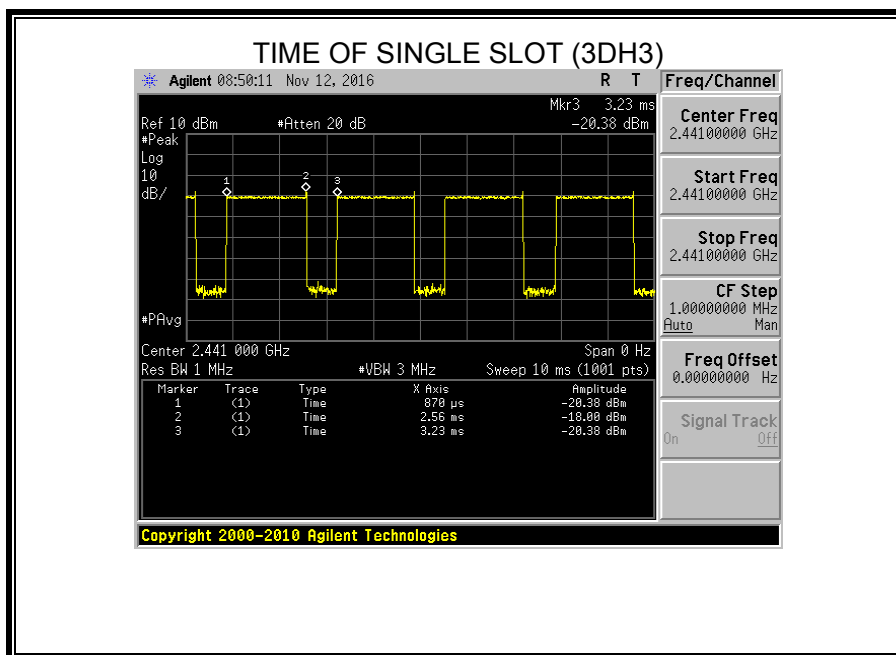 TIME OF SINGLE SLOT (3DH3)
Agilent 08:50:11 Nov 12, 2016 R T Freq/Channel
Mkr3 3.23 ms
Ref 10 dBm #Atten 20 dB -20.38 dBm
#Peak
Log
10
dB/
1 2 3
#PAvg
Center 2.441 000 GHz Span 0 Hz
Res BW 1 MHz #VBW 3 MHz Sweep 10 ms (1001 pts)
Marker Trace Type X Axis Amplitude
1 (1) Time 870 µs -20.38 dBm
2 (1) Time 2.56 ms -18.00 dBm
3 (1) Time 3.23 ms -20.38 dBm
Copyright 2000-2010 Agilent Technologies
Center Freq
2.44100000 GHz
Start Freq
2.44100000 GHz
Stop Freq
2.44100000 GHz
CF Step
1.00000000 MHz
Auto Man
Freq Offset
0.00000000 Hz
Signal Track
On Off